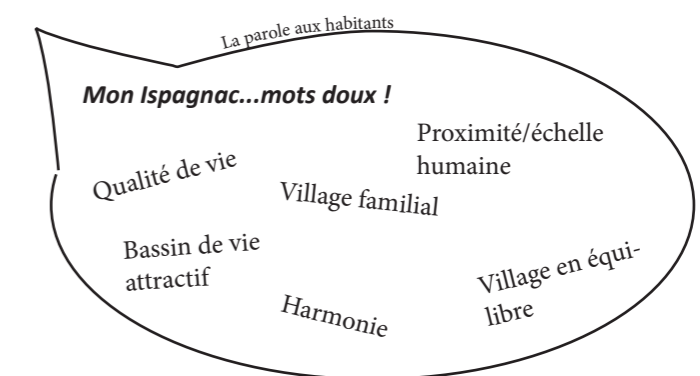 La parole aux habitants
Mon Ispagnac...mots doux !
Proximité/échelle
humaine
Qualité de vie
Village familial
Bassin de vie
attractif
Village en équi-
libre
Harmonie